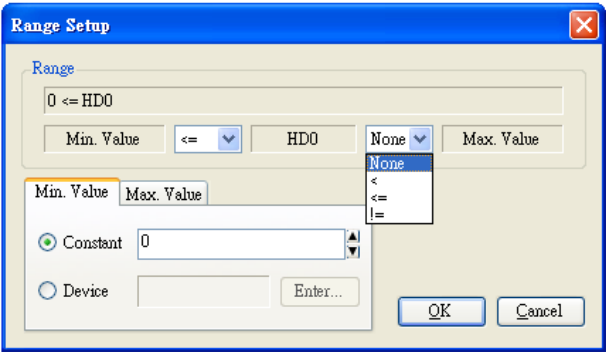 Range Setup
Range
0 <= HD0
Min. Value <= HD0 None Max. Value
None
<
<=
!=
Min. Value Max. Value
Constant 0
Device Enter...
OK Cancel